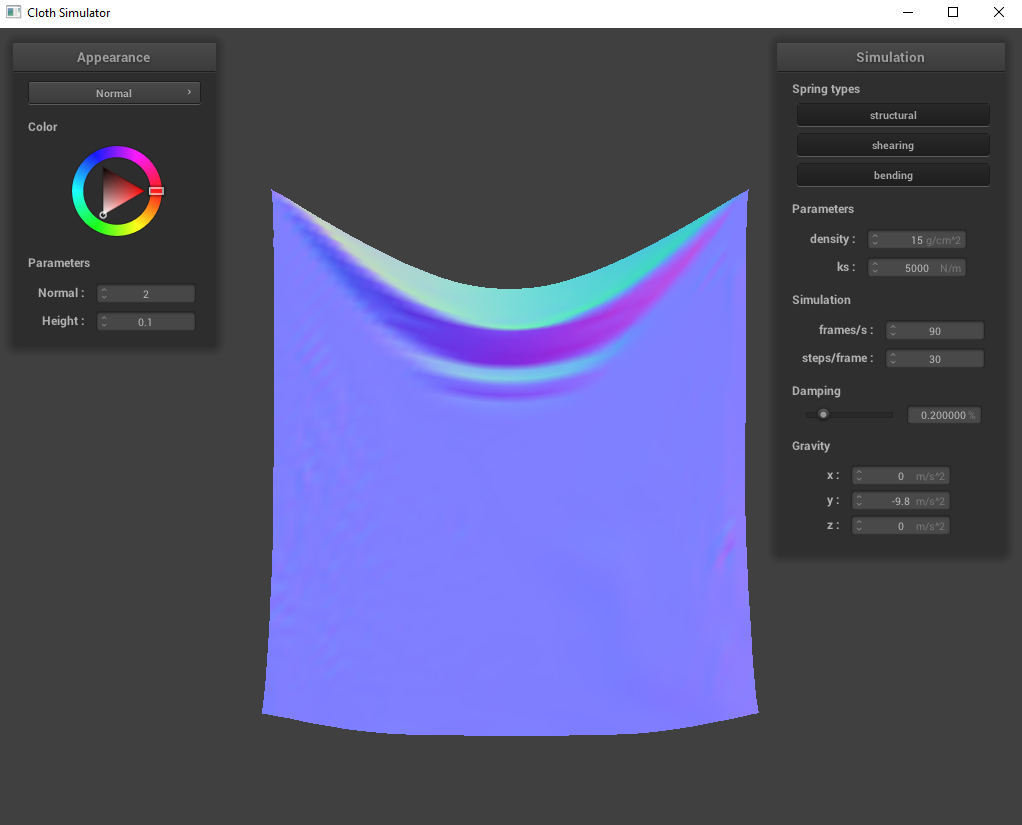 Cloth Simulator
Appearance
Normal ›
Color
Parameters
Normal : 2
Height : 0.1
Simulation
Spring types
structural
shearing
bending
Parameters
density : 15 g/cm^2
ks : 5000 N/m
Simulation
frames/s : 90
steps/frame : 30
Damping
0.200000 %
Gravity
x : 0 m/s^2
y : -9.8 m/s^2
z : 0 m/s^2